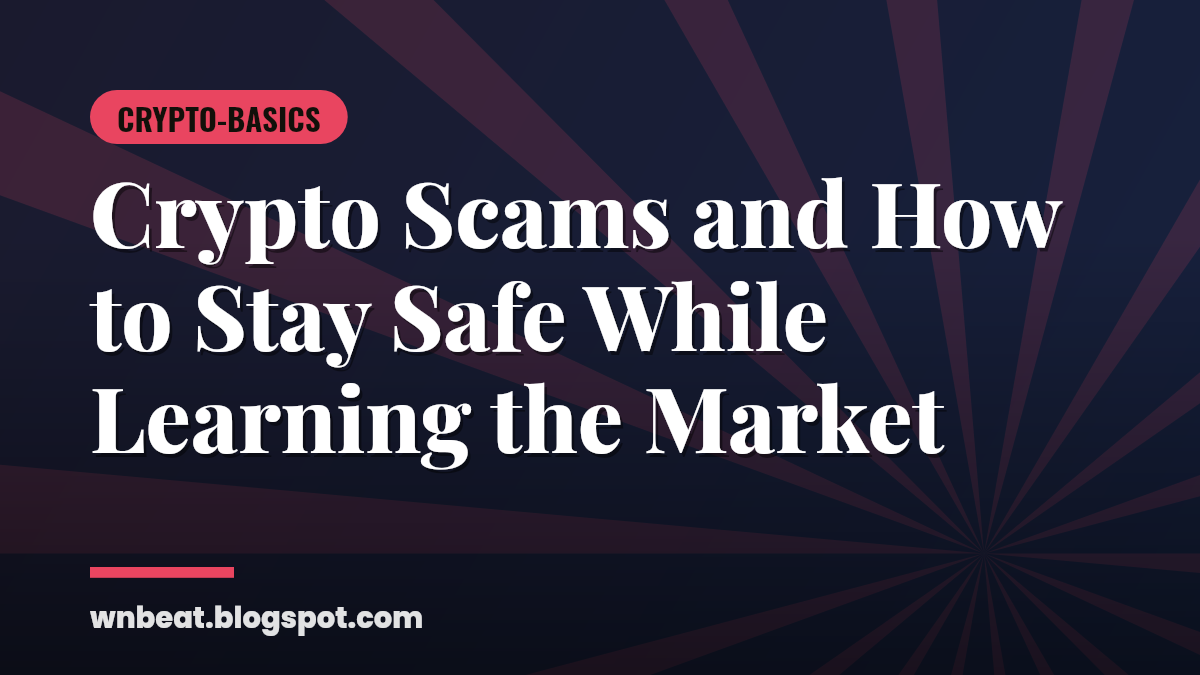 CRYPTO-BASICS
Crypto Scams and How
to Stay Safe While
Learning the Market
wnbeat.blogspot.com